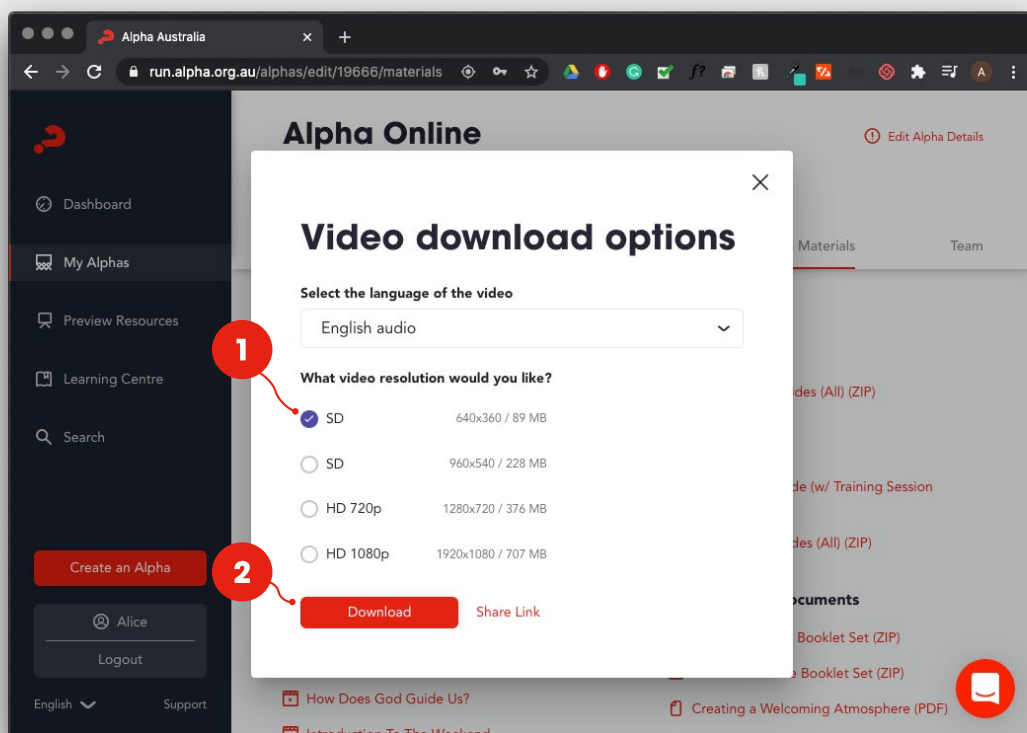 Alpha Australia
run.alpha.org.au/alphas/edit/19666/materials
A
Alpha Online
Edit Alpha Details
Dashboard
My Alphas
Preview Resources
Learning Centre
Search
Create an Alpha
Alice
Logout
English
Support
Materials
Team
Video download options
Select the language of the video
English audio
1
What video resolution would you like?
SD 640x360 / 89 MB
SD 960x540 / 228 MB
HD 720p 1280x720 / 376 MB
HD 1080p 1920x1080 / 707 MB
2
Download
Share Link
ides (All) (ZIP)
de (w/ Training Session
des (All) (ZIP)
ocuments
Booklet Set (ZIP)
e Booklet Set (ZIP)
How Does God Guide Us?
Creating a Welcoming Atmosphere (PDF)
Introduction To The Weekend